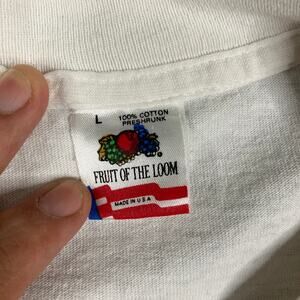 L 100% COTTON
PRESHRUNK
®
FRUIT OF THE LOOM
MADE IN U S A